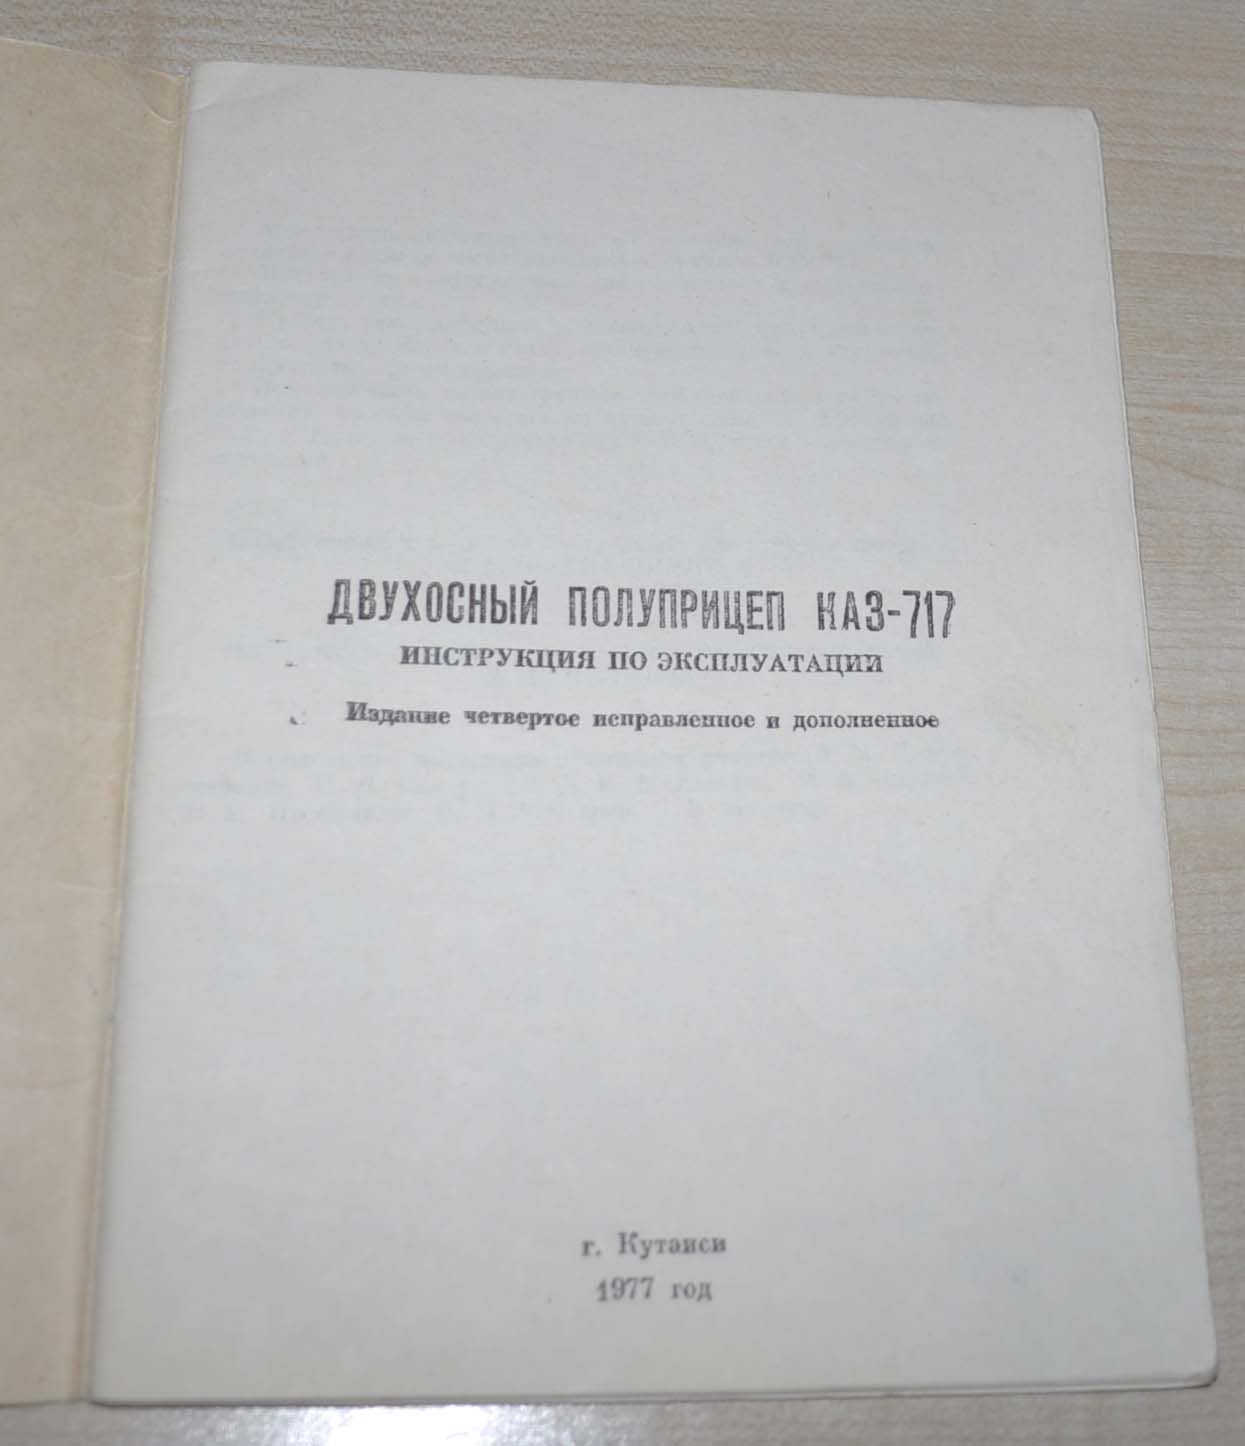 ДВУХОСНЫЙ ПОЛУПРИЦЕП КАЗ-717
ИНСТРУКЦИЯ ПО ЭКСПЛУАТАЦИИ
Издание четвертое исправленное и дополненное
г. Кутаиси
1977 год